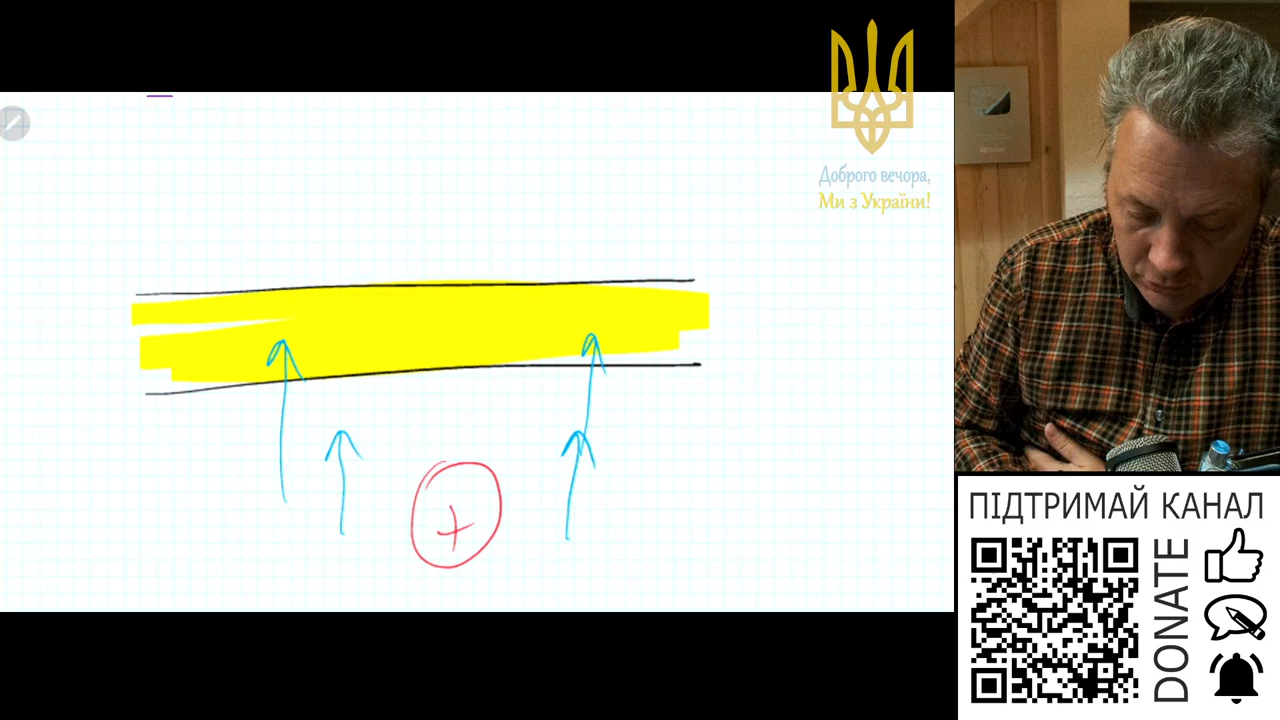 Доброго вечора,
Ми з України!
+
ПІДТРИМАЙ КАНАЛ
DONATE